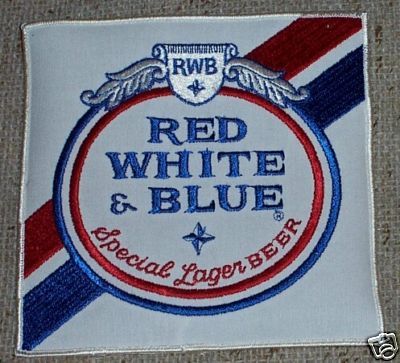 RWB
RED
WHITE
& BLUE®
Special Lager BEER